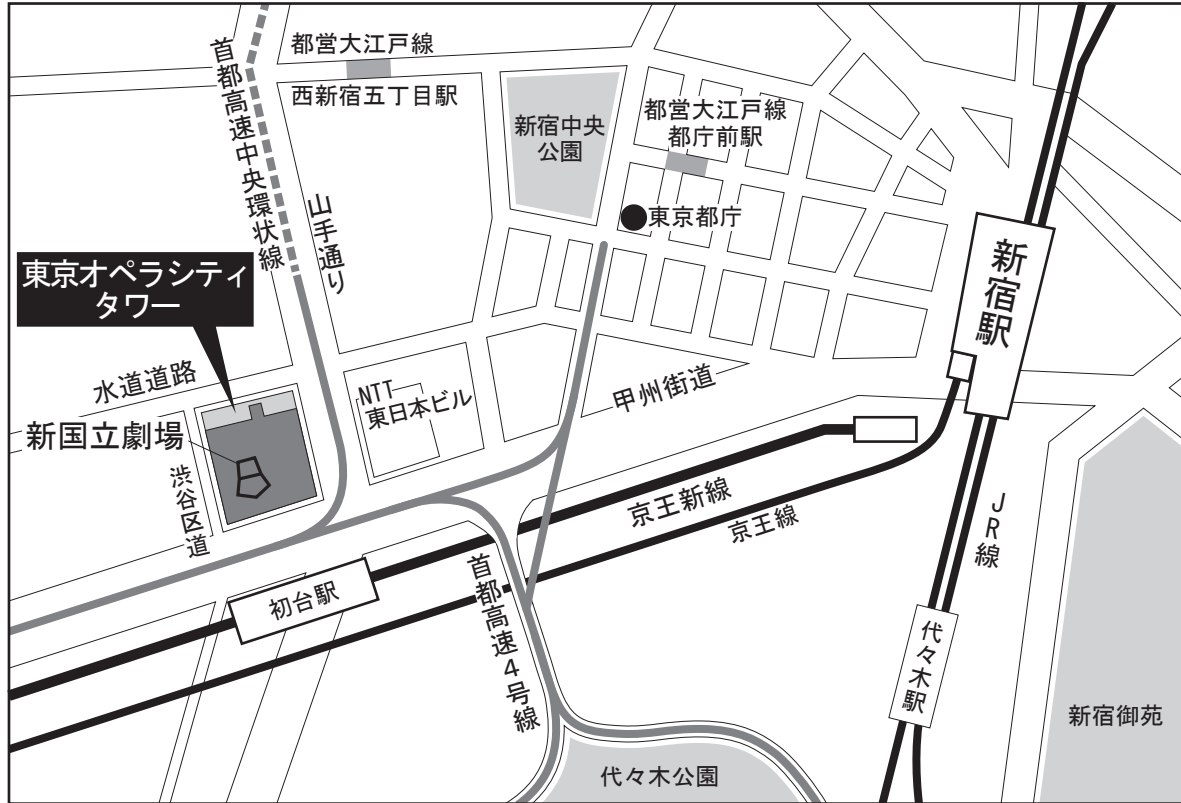 首都高速中央環状線
都営大江戸線
西新宿五丁目駅
新宿中央
公園
都営大江戸線
都庁前駅
東京都庁
山手通り
新宿駅
東京オペラシティ
タワー
水道道路
NTT
東日本ビル
甲州街道
新国立劇場
渋谷区道
京王新線
京王線
JR線
初台駅
首都高速4号線
代々木駅
新宿御苑
代々木公園